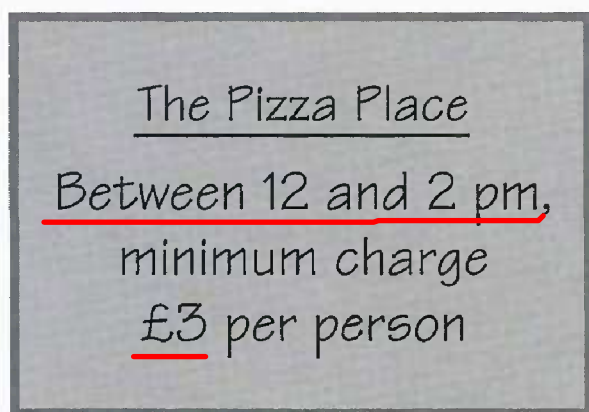 The Pizza Place
Between 12 and 2 pm,
minimum charge
£3 per person